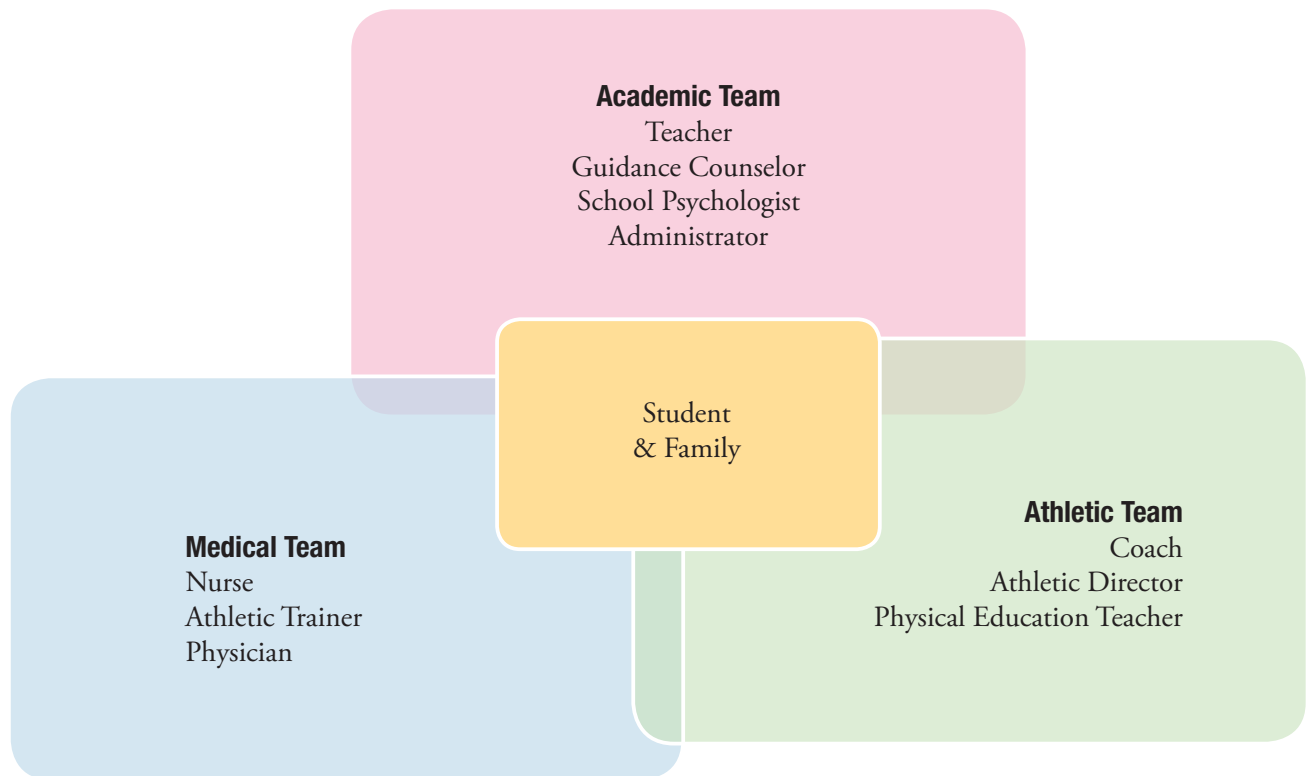 Academic Team
Teacher
Guidance Counselor
School Psychologist
Administrator
Student
& Family
Medical Team
Nurse
Athletic Trainer
Physician
Athletic Team
Coach
Athletic Director
Physical Education Teacher